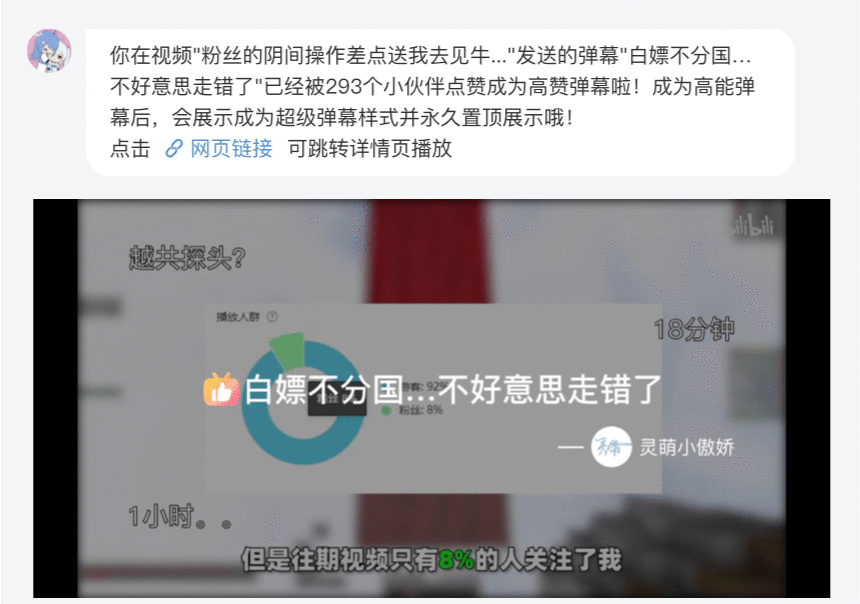 你在视频"粉丝的阴间操作差点送我去见牛..."发送的弹幕"白嫖不分国...
不好意思走错了"已经被293个小伙伴点赞成为高赞弹幕啦！成为高能弹
幕后，会展示成为超级弹幕样式并永久置顶展示哦！
点击 网页链接 可跳转详情页播放
bilibili
越共探头?
播放人群
18分钟
白嫖不分国...不好意思走错了
游客: 92%
粉丝: 8%
— 灵萌小傲娇
1小时。。
但是往期视频只有8%的人关注了我